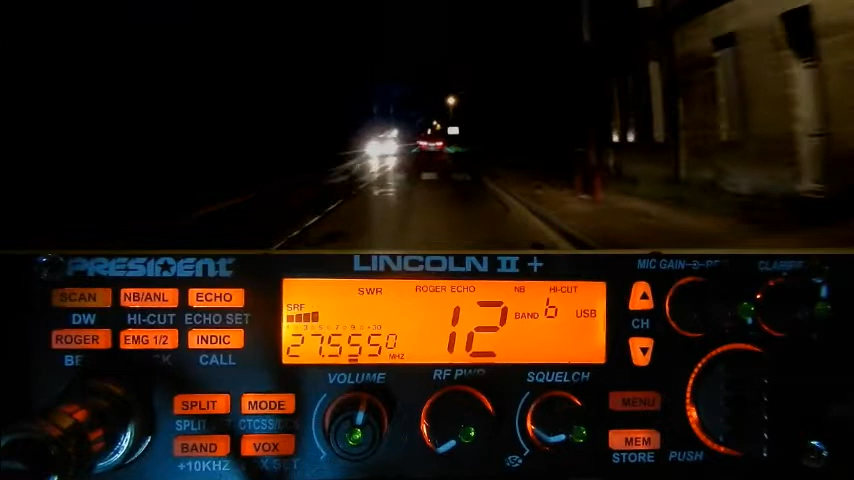 PRESIDENT LINCOLN II +
MIC GAIN
SCAN NB/ANL ECHO
DW HI-CUT ECHO SET
ROGER EMG 1/2 INDIC
CALL
SWR ROGER ECHO NB HI-CUT
SRF 12 BAND 6 USB
27.5550 MHZ
CH
VOLUME RF PWR SQUELCH
SPLIT MODE
SPLIT
BAND VOX
+10KHZ
MENU
MEM
STORE PUSH